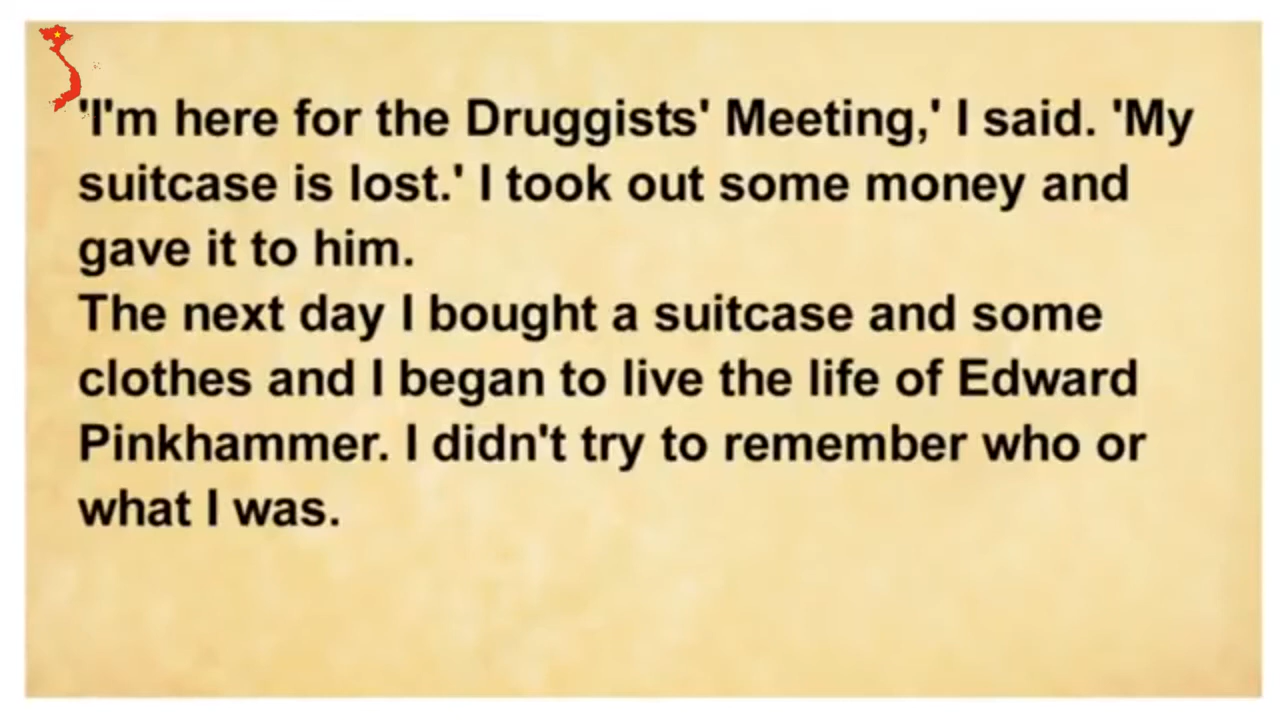 'I'm here for the Druggists' Meeting,' I said. 'My
suitcase is lost.' I took out some money and
gave it to him.
The next day I bought a suitcase and some
clothes and I began to live the life of Edward
Pinkhammer. I didn't try to remember who or
what I was.